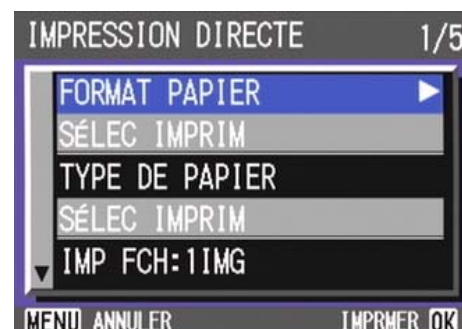 IMPRESSION DIRECTE 1/5
FORMAT PAPIER
SÉLEC IMPRIM
TYPE DE PAPIER
SÉLEC IMPRIM
IMP FCH:1IMG
MENU ANNULER IMPRMER OK